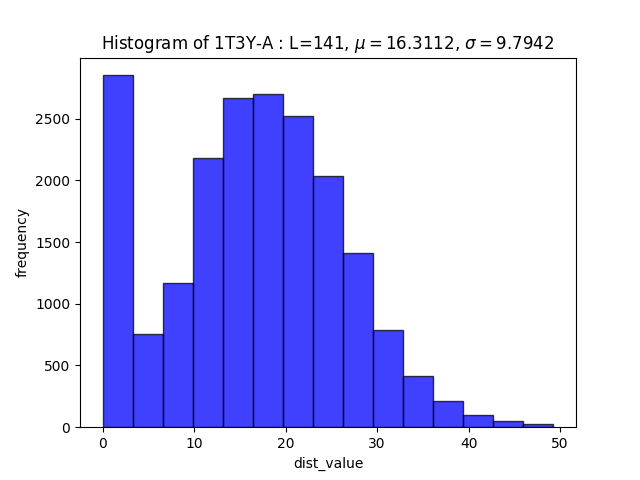 Histogram of 1T3Y-A : L=141, μ = 16.3112, σ = 9.7942
2500
2000
1500
1000
500
0
frequency
0 10 20 30 40 50
dist_value